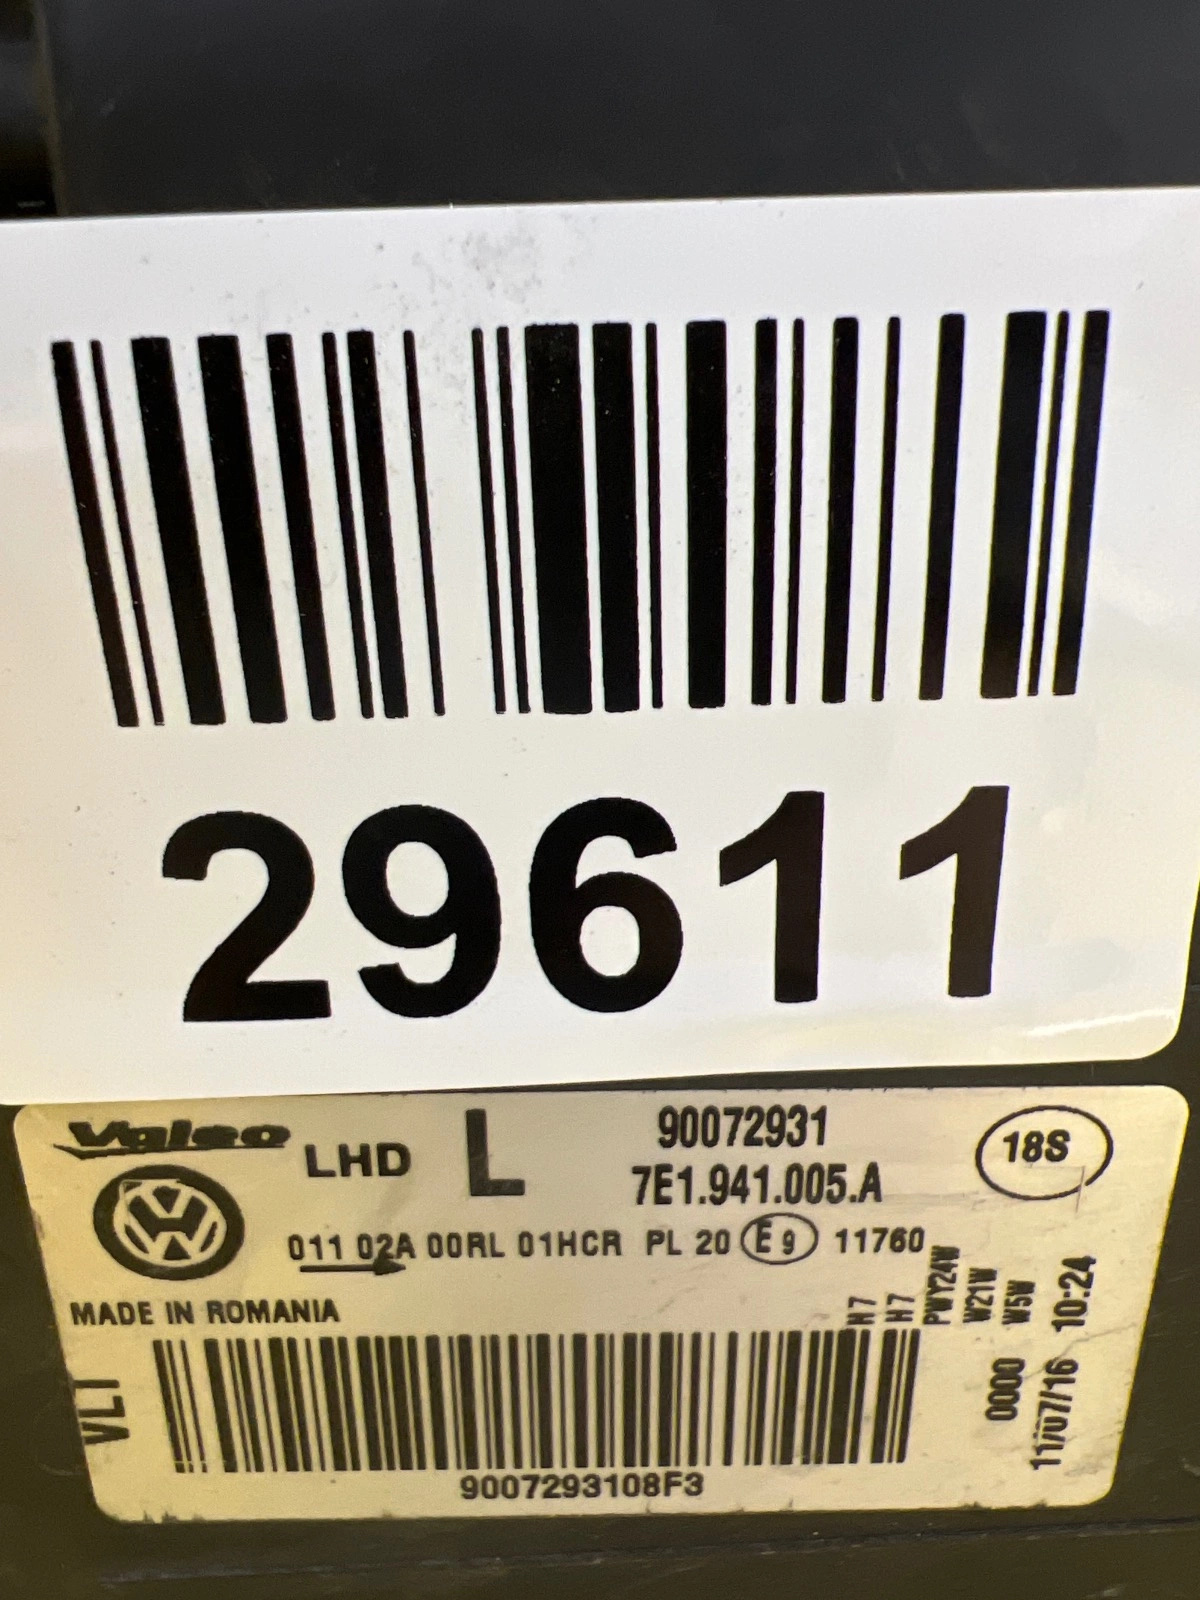 29611
Valeo
LHD L
90072931
7E1.941.005.A
18S
011 02A 00RL 01HCR PL 20 E9 11760
MADE IN ROMANIA
H7
H7
PWY24W
W21W
W5W
0000
11/07/16 10:24
9007293108F3